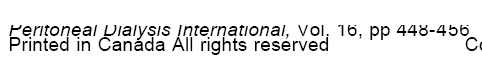 Peritoneal Dialysis International, Vol. 16, pp 448-456
Printed in Canada All rights reserved